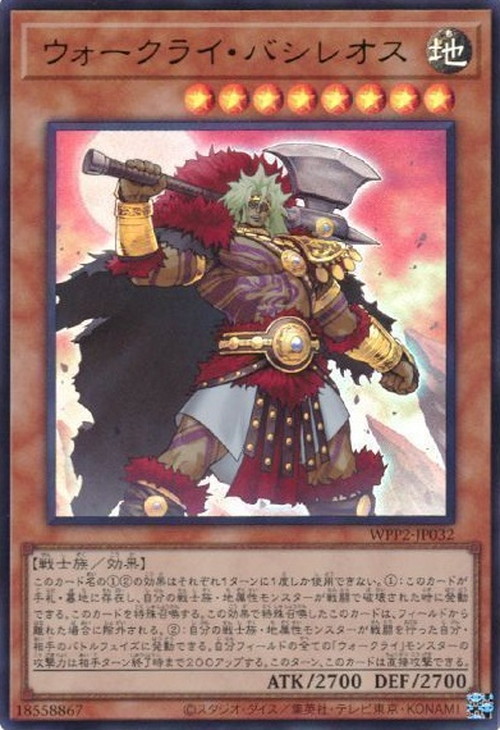 ウォークライ・バシレオス
地
WPP2-JP032
【戦士族／効果】
このカード名の①②の効果はそれぞれ1ターンに1度しか使用できない。①：このカードが
手札・墓地に存在し、自分の戦士族・地属性モンスターが戦闘で破壊された時に発動
できる。このカードを特殊召喚する。この効果で特殊召喚したこのカードは、フィールドから
離れた場合に除外される。②：自分の戦士族・地属性モンスターが戦闘を行った自分・
相手のバトルフェイズに発動できる。自分フィールドの全ての「ウォークライ」モンスターの
攻撃力は相手ターン終了時まで２００アップする。このターン、このカードは直接攻撃できる。
ATK/2700 DEF/2700
18558867
©スタジオ・ダイス／集英社・テレビ東京・KONAMI